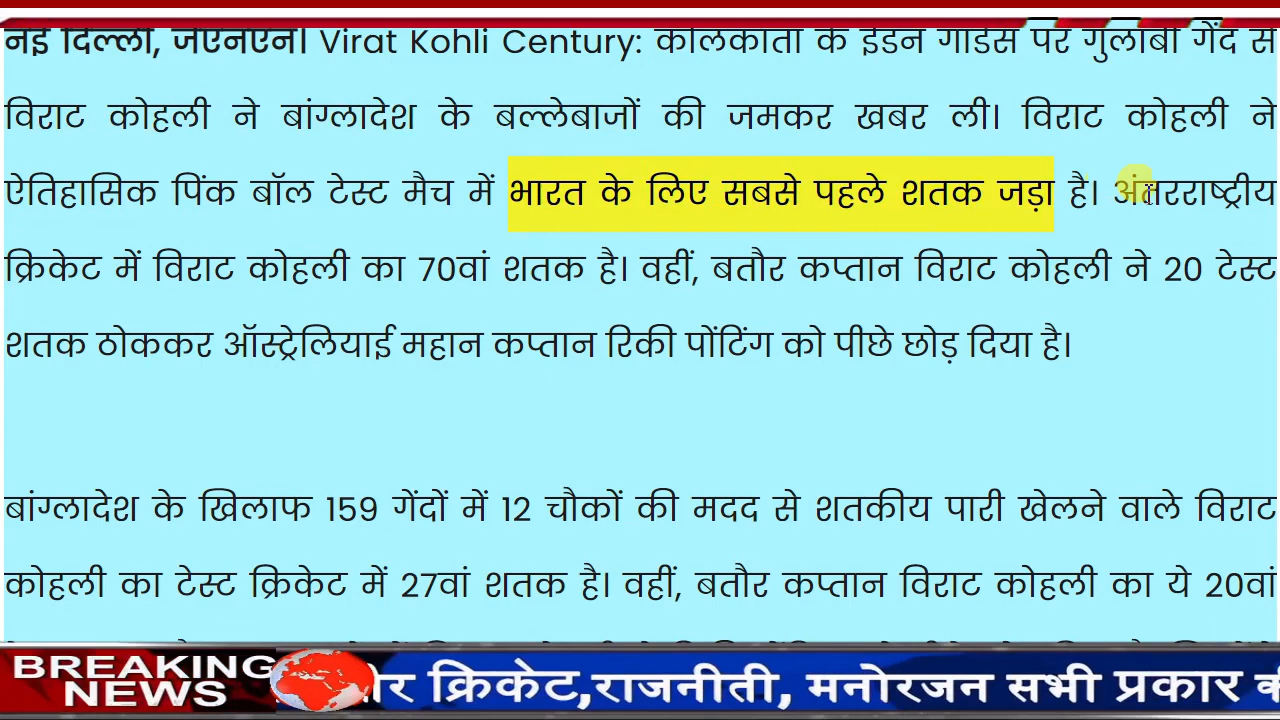 नई दिल्ली, जेएनएन। Virat Kohli Century: कोलकाता के ईडन गार्डेंस पर गुलाबी गेंद से
विराट कोहली ने बांग्लादेश के बल्लेबाजों की जमकर खबर ली। विराट कोहली ने
ऐतिहासिक पिंक बॉल टेस्ट मैच में भारत के लिए सबसे पहले शतक जड़ा है। अंतरराष्ट्रीय
क्रिकेट में विराट कोहली का 70वां शतक है। वहीं, बतौर कप्तान विराट कोहली ने 20 टेस्ट
शतक ठोककर ऑस्ट्रेलियाई महान कप्तान रिकी पोंटिंग को पीछे छोड़ दिया है।
बांग्लादेश के खिलाफ 159 गेंदों में 12 चौकों की मदद से शतकीय पारी खेलने वाले विराट
कोहली का टेस्ट क्रिकेट में 27वां शतक है। वहीं, बतौर कप्तान विराट कोहली का ये 20वां
BREAKING
NEWS
क्रिकेट,राजनीती, मनोरजन सभी प्रकार